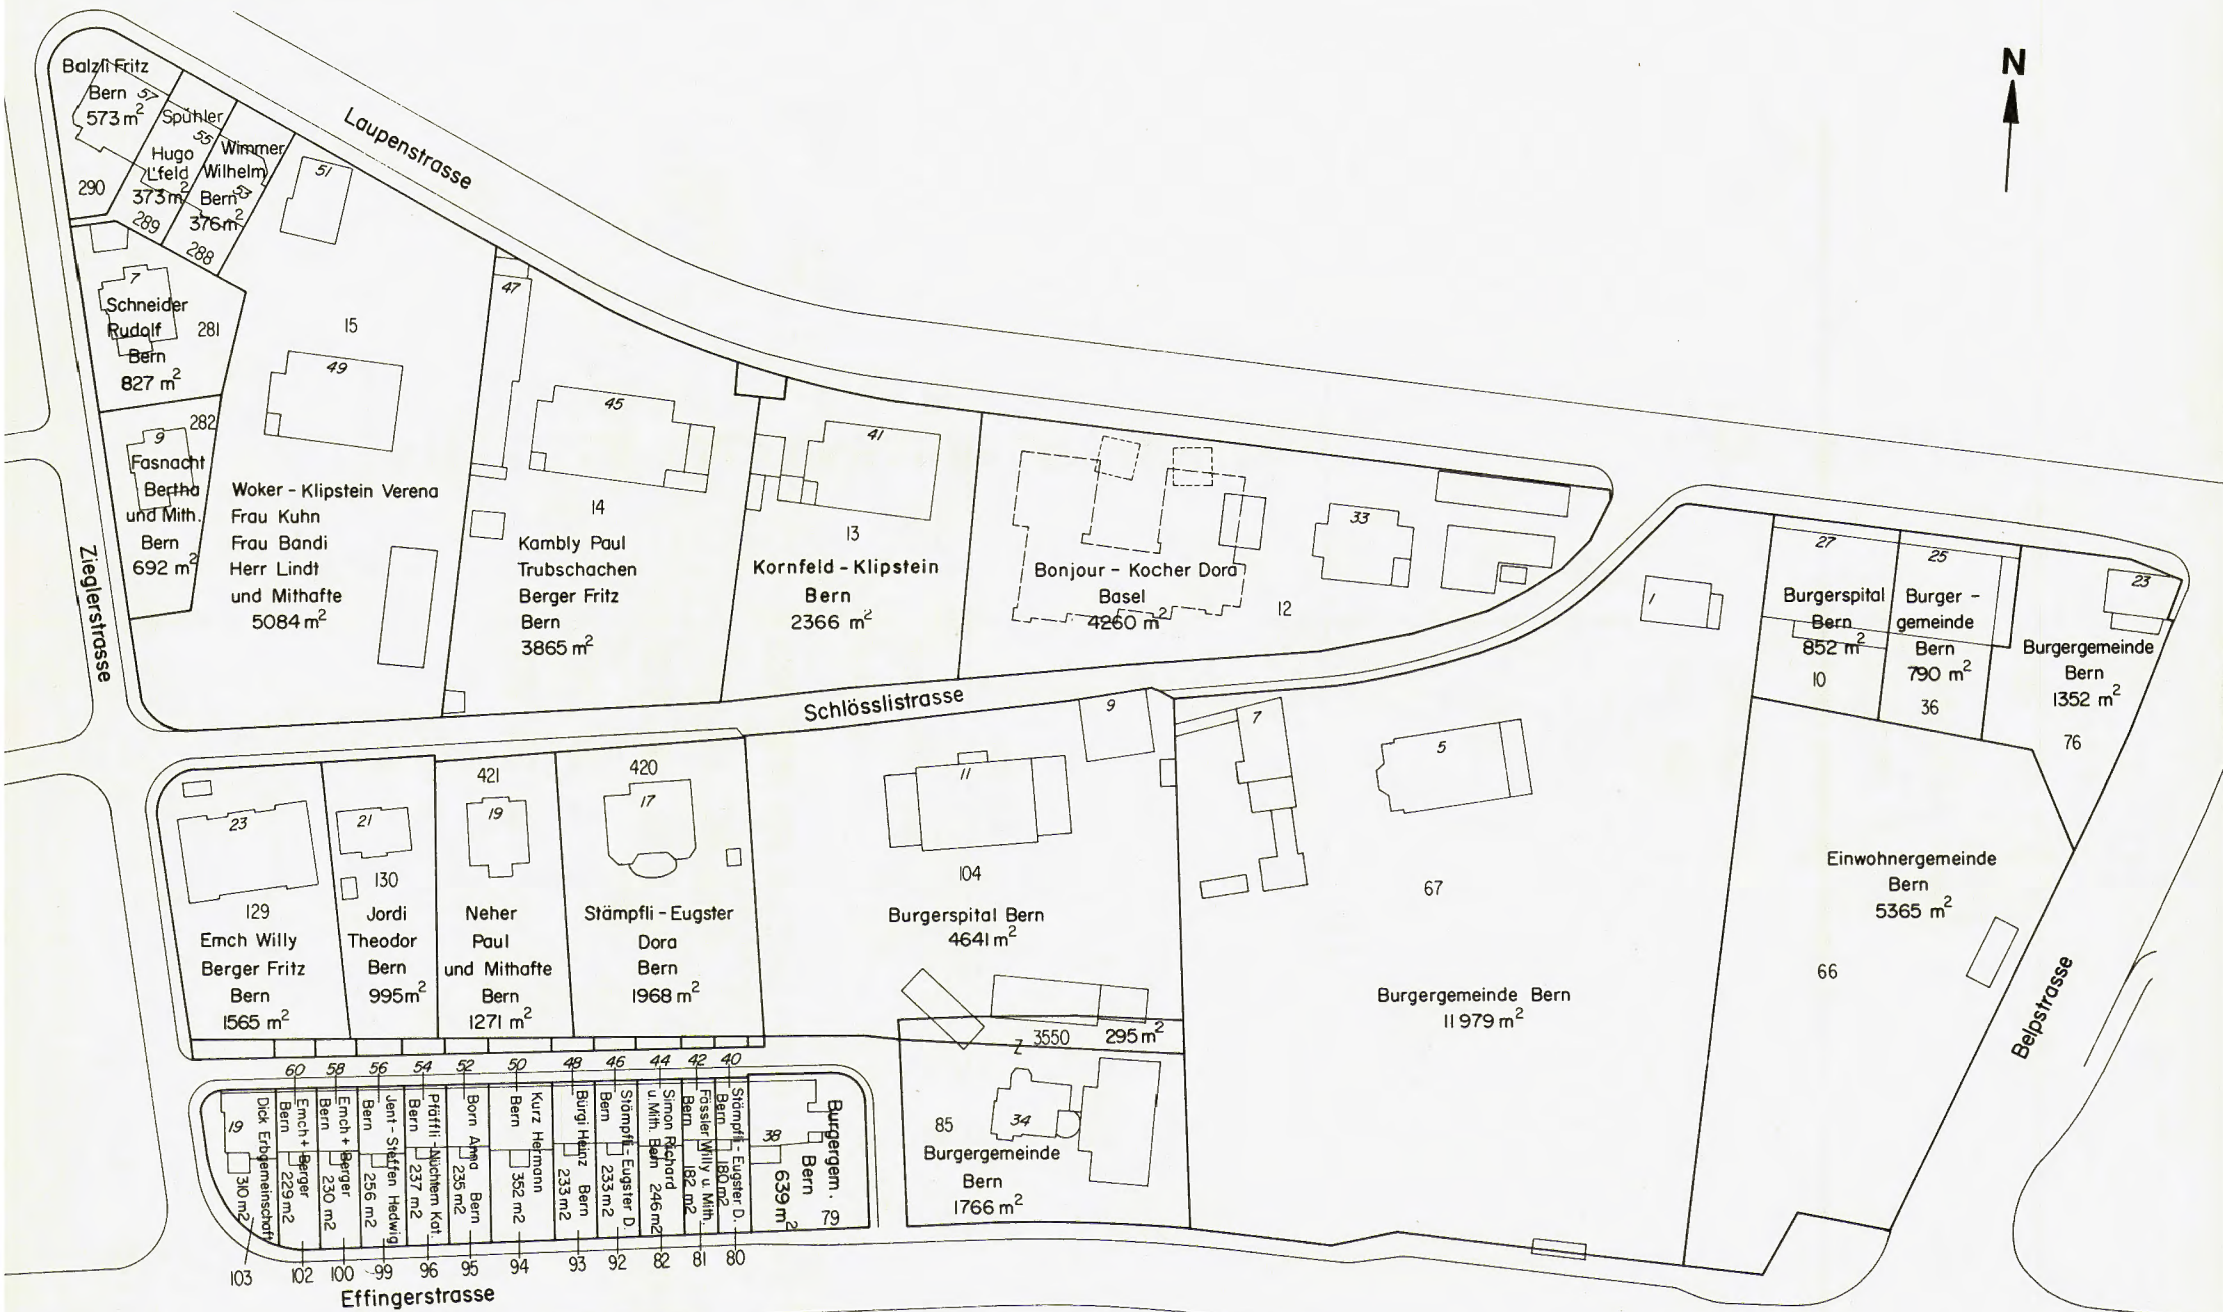 N
Laupenstrasse
Zieglerstrasse
Schlösslistrasse
Belpstrasse
Effingerstrasse
Balzli Fritz
Bern 57
573 m²
290
Spühler
55
Hugo
L'feld
373 m²
289
Wimmer
Wilhelm
Bern 53
376 m²
288
7
Schneider
Rudolf
Bern
827 m²
281
282
9
Fasnacht
Bertha
und Mith.
Bern
692 m²
51
15
49
Woker - Klipstein Verena
Frau Kuhn
Frau Bandi
Herr Lindt
und Mithafte
5084 m²
47
45
14
Kambly Paul
Trubschachen
Berger Fritz
Bern
3865 m²
41
13
Kornfeld - Klipstein
Bern
2366 m²
33
Bonjour - Kocher Dora
Basel
4260 m²
12
1
27
Burgerspital
Bern
852 m²
10
25
Burger -
gemeinde
Bern
790 m²
36
23
Burgergemeinde
Bern
1352 m²
76
23
129
Emch Willy
Berger Fritz
Bern
1565 m²
21
130
Jordi
Theodor
Bern
995 m²
421
19
Neher
Paul
und Mithafte
Bern
1271 m²
420
17
Stämpfli - Eugster
Dora
Bern
1968 m²
9
11
104
Burgerspital Bern
4641 m²
7
5
67
Burgergemeinde Bern
11979 m²
Einwohnergemeinde
Bern
5365 m²
66
Z 3550 295 m²
34
85
Burgergemeinde
Bern
1766 m²
60 58 56 54 52 50 48 46 44 42 40
19
Dick Erbgemeinschaft
310 m2
Emch + Berger
Bern 229 m2
Emch + Berger
Bern 230 m2
Jent - Steffen Hedwig
Bern 256 m2
Pfäffli - Nüchtern Kat.
Bern 237 m2
Born Anna Bern
235 m2
Kurz Hermann
Bern 352 m2
Bürgi Heinz Bern
233 m2
Stämpfli - Eugster D.
Bern 233 m2
Simon Richard
u. Mith. Bern 246 m2
Fässler Willy u. Mith.
Bern 182 m2
Stämpfli - Eugster D.
Bern 180 m2
38
Burgergem.
Bern
639 m²
79
103 102 100 99 96 95 94 93 92 82 81 80